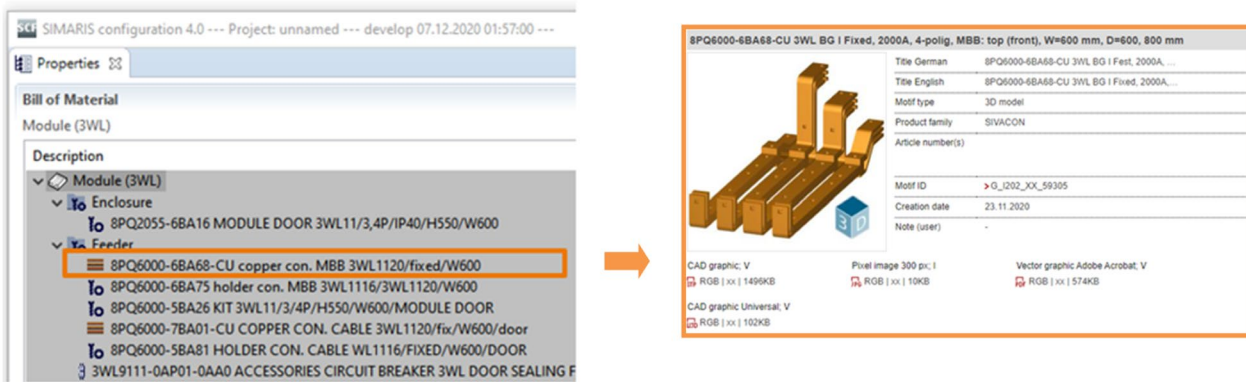 SCF SIMARIS configuration 4.0 --- Project: unnamed --- develop 07.12.2020 01:57:00 ---
Properties
Bill of Material
Module (3WL)
Description
Module (3WL)
Enclosure
8PQ2055-6BA16 MODULE DOOR 3WL11/3,4P/IP40/H550/W600
Feeder
8PQ6000-6BA68-CU copper con. MBB 3WL1120/fixed/W600
8PQ6000-6BA75 holder con. MBB 3WL1116/3WL1120/W600
8PQ6000-5BA26 KIT 3WL11/3/4P/H550/W600/MODULE DOOR
8PQ6000-7BA01-CU COPPER CON. CABLE 3WL1120/fix/W600/door
8PQ6000-5BA81 HOLDER CON. CABLE WL1116/FIXED/W600/DOOR
3WL9111-0AP01-0AA0 ACCESSORIES CIRCUIT BREAKER 3WL DOOR SEALING F
8PQ6000-6BA68-CU 3WL BG I Fixed, 2000A, 4-polig, MBB: top (front), W=600 mm, D=600, 800 mm
Title German 8PQ6000-6BA68-CU 3WL BG I Fest, 2000A, ...
Title English 8PQ6000-6BA68-CU 3WL BG I Fixed, 2000A,...
Motif type 3D model
Product family SIVACON
Article number(s)
Motif ID >G_I202_XX_59305
Creation date 23.11.2020
Note (user) -
3D
CAD graphic; V Pixel image 300 px; I Vector graphic Adobe Acrobat; V
RGB | xx | 1496KB RGB | xx | 10KB RGB | xx | 574KB
CAD graphic Universal; V
RGB | xx | 102KB